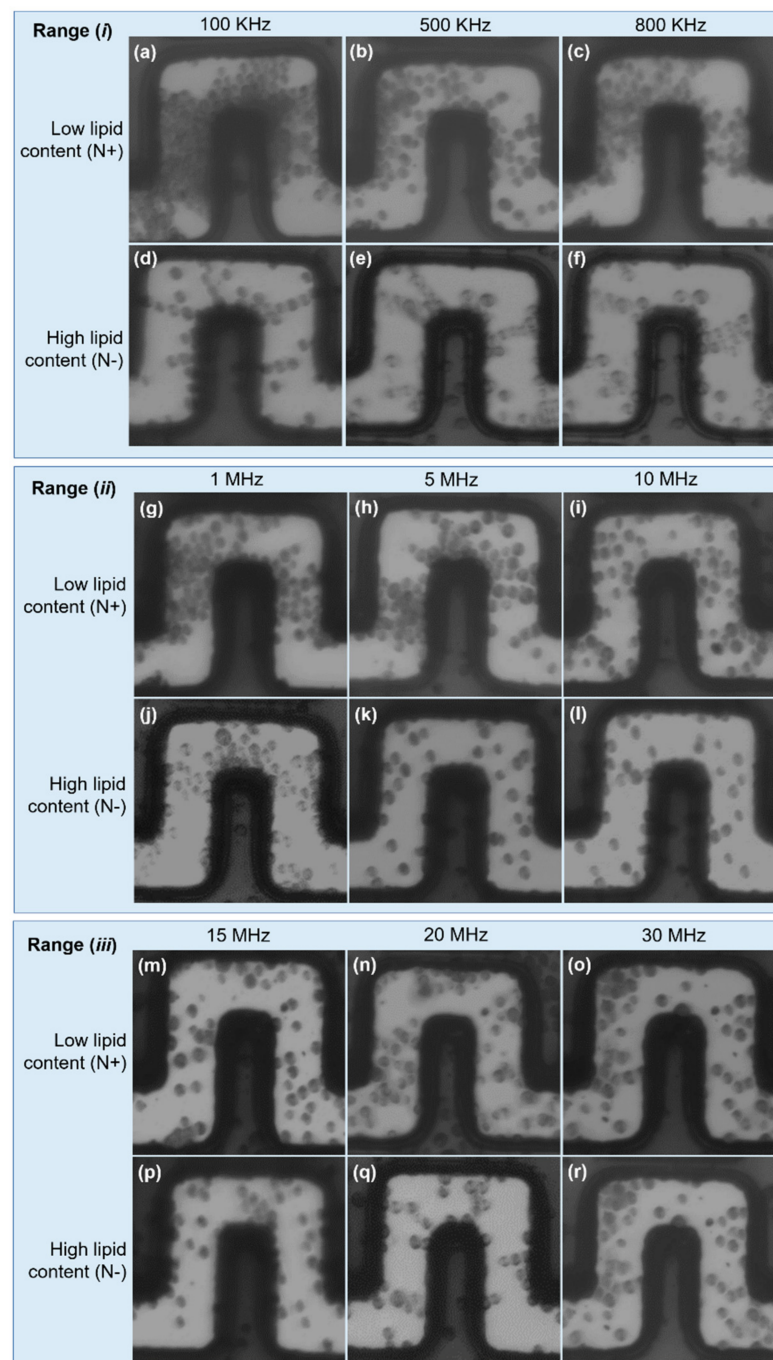 Range (i)
100 KHz
500 KHz
800 KHz
Low lipid
content (N+)
(a)
(b)
(c)
High lipid
content (N-)
(d)
(e)
(f)
Range (ii)
1 MHz
5 MHz
10 MHz
Low lipid
content (N+)
(g)
(h)
(i)
High lipid
content (N-)
(j)
(k)
(l)
Range (iii)
15 MHz
20 MHz
30 MHz
Low lipid
content (N+)
(m)
(n)
(o)
High lipid
content (N-)
(p)
(q)
(r)